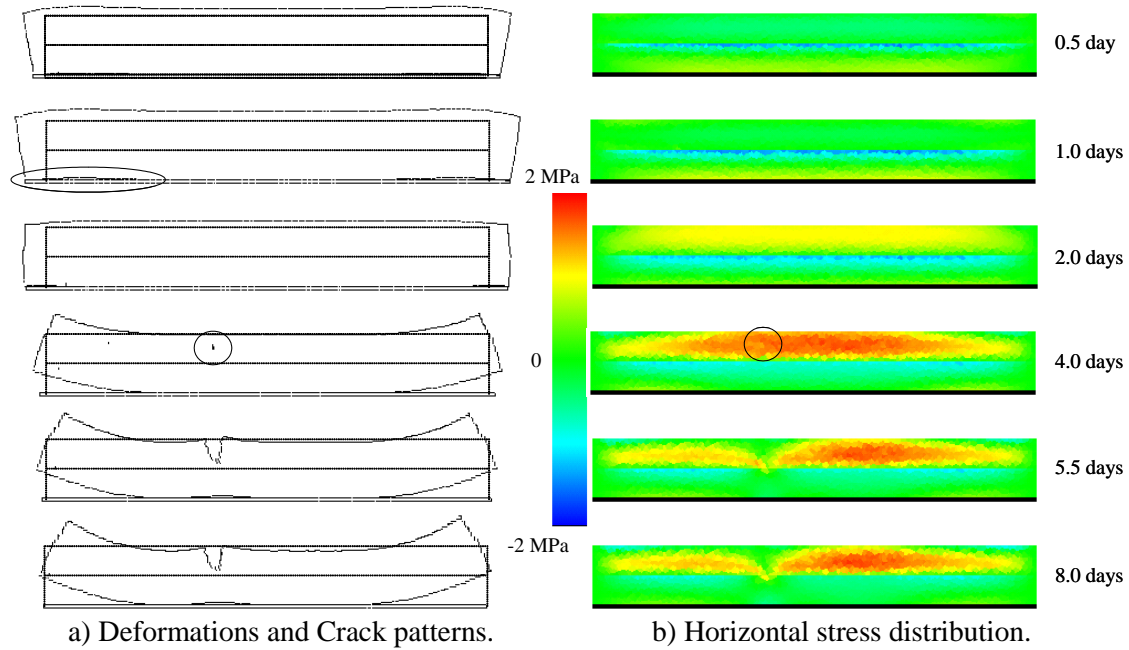 0.5 day
1.0 days
2 MPa
2.0 days
0
4.0 days
5.5 days
-2 MPa
8.0 days
a) Deformations and Crack patterns.
b) Horizontal stress distribution.